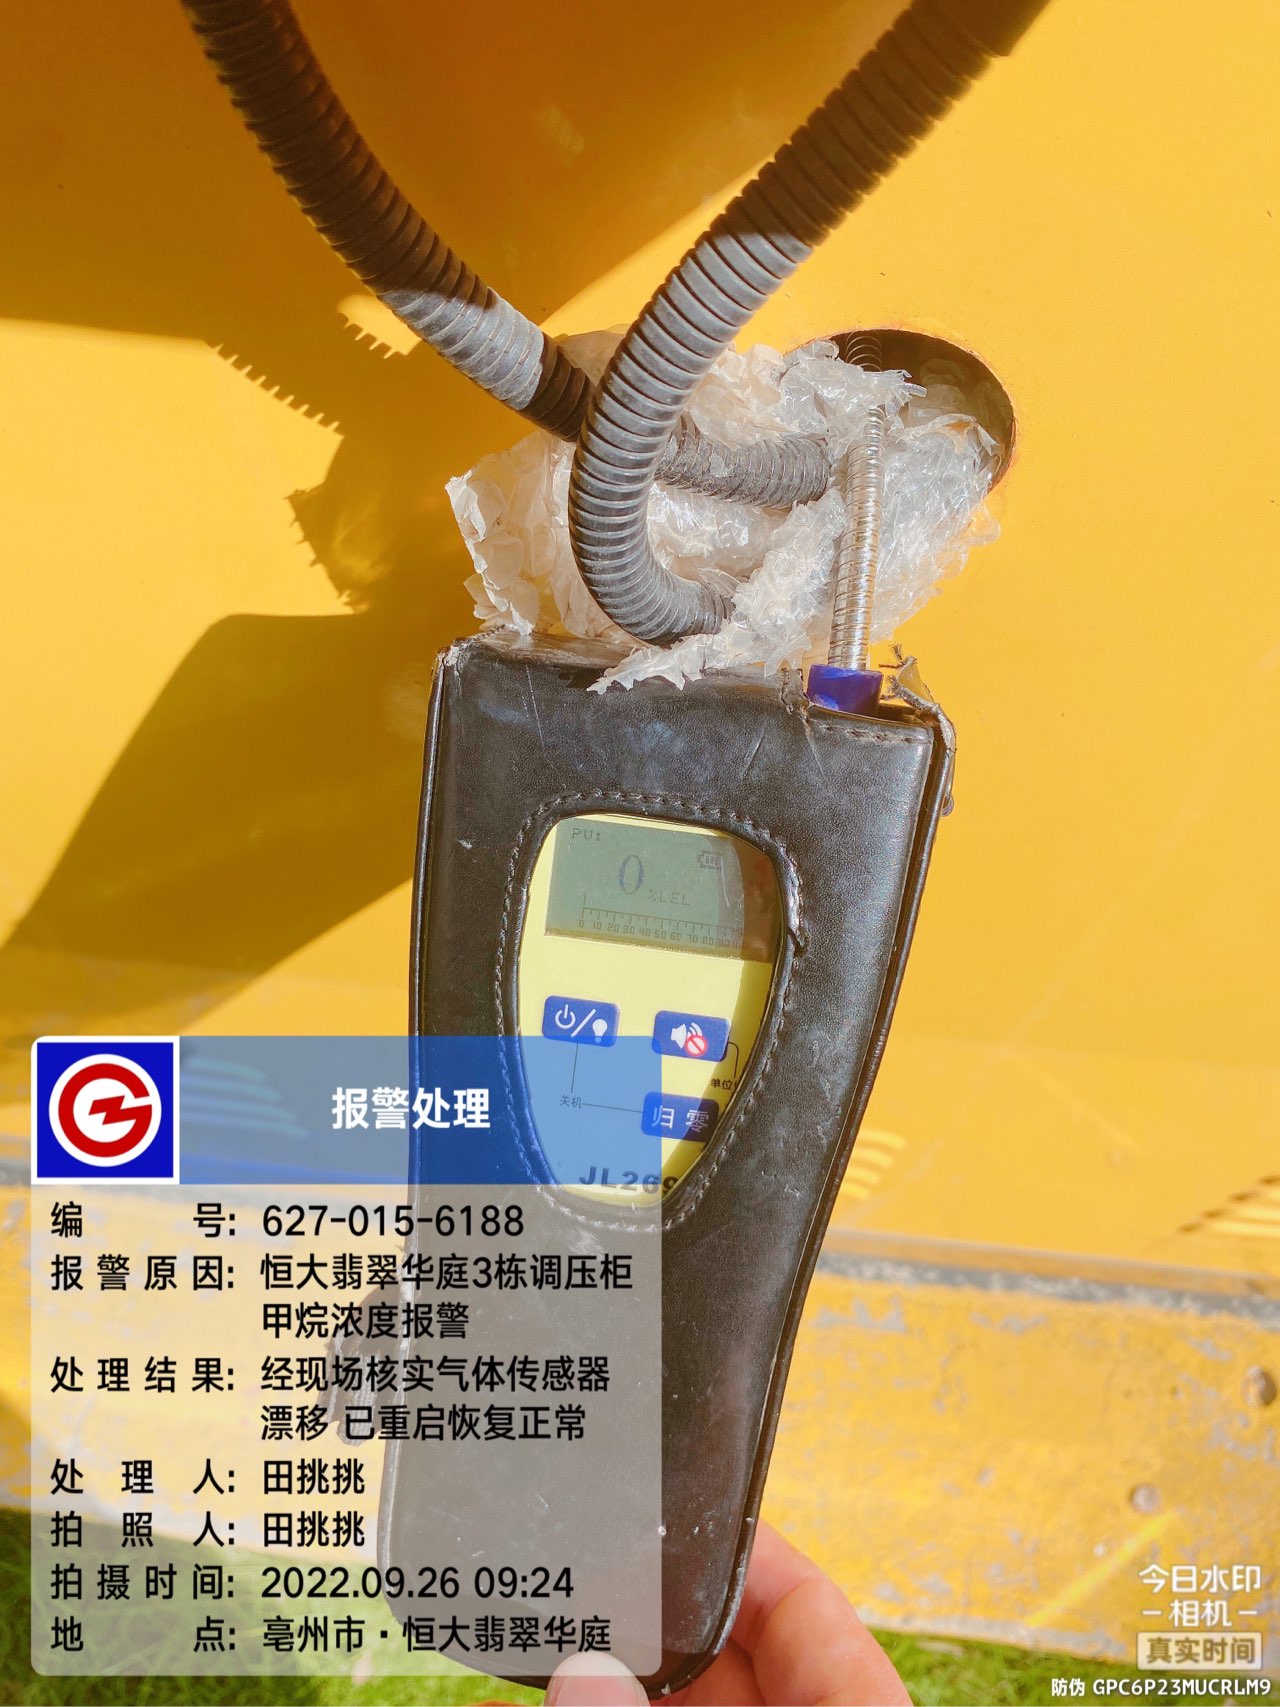 PV:
0 %LEL
0 10 20 30 40 50 60 70 80
单位
关机
归零
JL269
报警处理
编号: 627-015-6188
报警原因: 恒大翡翠华庭3栋调压柜
甲烷浓度报警
处理结果: 经现场核实气体传感器
漂移 已重启恢复正常
处理人: 田挑挑
拍照人: 田挑挑
拍摄时间: 2022.09.26 09:24
地点: 亳州市·恒大翡翠华庭
今日水印
-相机-
真实时间
防伪 GPC6P23MUCRLM9